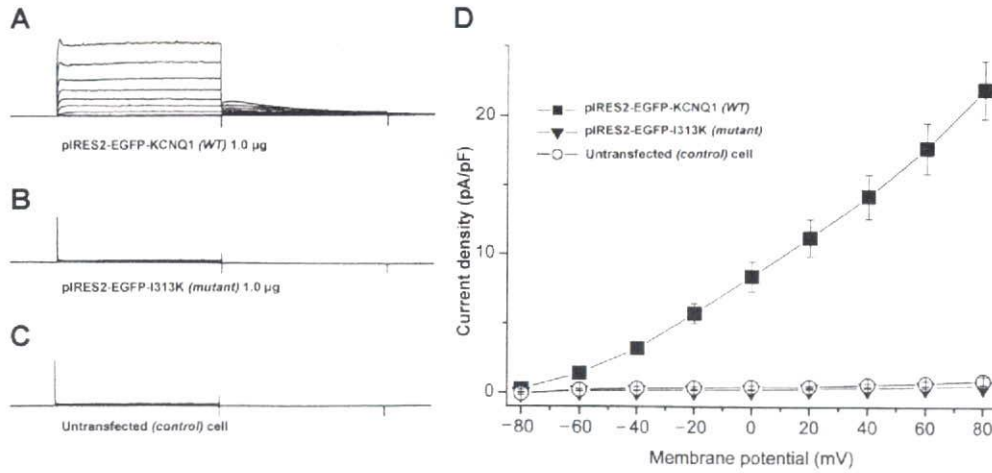 A
pIRES2-EGFP-KCNQ1 (WT) 1.0 µg
B
pIRES2-EGFP-I313K (mutant) 1.0 µg
C
Untransfected (control) cell
D
pIRES2-EGFP-KCNQ1 (WT)
pIRES2-EGFP-I313K (mutant)
Untransfected (control) cell
Current density (pA/pF)
20
10
0
−80 −60 −40 −20 0 20 40 60 80
Membrane potential (mV)